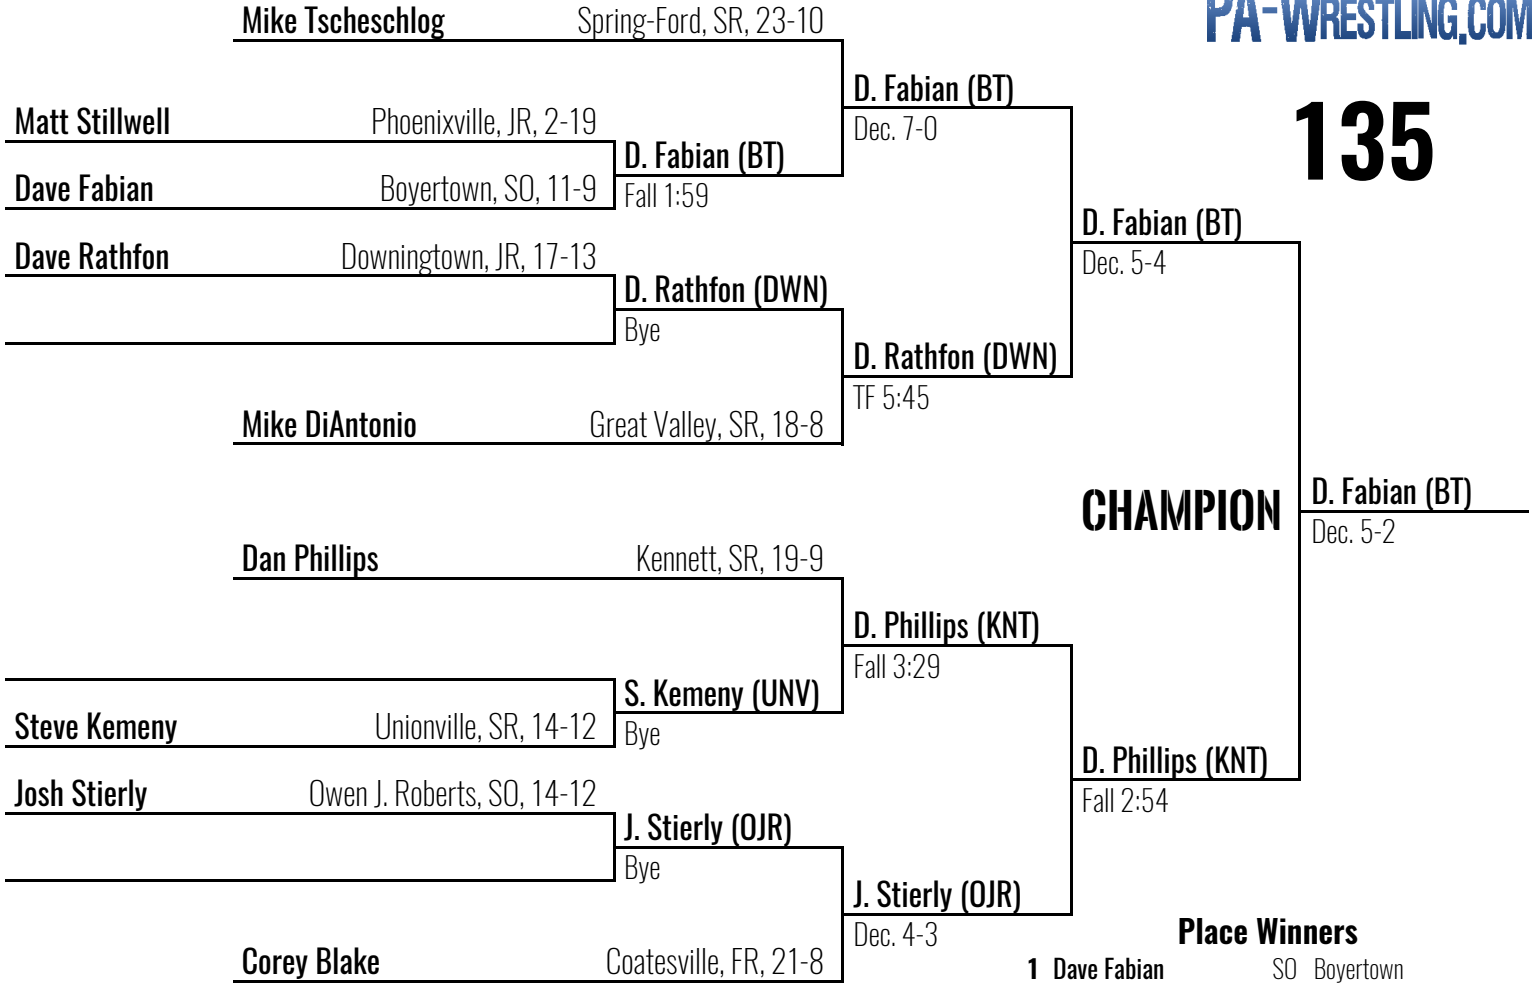 Mike Tscheschlog Spring-Ford, SR, 23-10
PA-WRESTLING.COM
D. Fabian (BT)
Dec. 7-0
135
Matt Stillwell Phoenixville, JR, 2-19
D. Fabian (BT)
Fall 1:59
Dave Fabian Boyertown, SO, 11-9
D. Fabian (BT)
Dec. 5-4
Dave Rathfon Downingtown, JR, 17-13
D. Rathfon (DWN)
Bye
D. Rathfon (DWN)
TF 5:45
Mike DiAntonio Great Valley, SR, 18-8
CHAMPION
D. Fabian (BT)
Dec. 5-2
Dan Phillips Kennett, SR, 19-9
D. Phillips (KNT)
Fall 3:29
S. Kemeny (UNV)
Bye
Steve Kemeny Unionville, SR, 14-12
D. Phillips (KNT)
Fall 2:54
Josh Stierly Owen J. Roberts, SO, 14-12
J. Stierly (OJR)
Bye
J. Stierly (OJR)
Dec. 4-3
Corey Blake Coatesville, FR, 21-8
Place Winners
1 Dave Fabian SO Boyertown